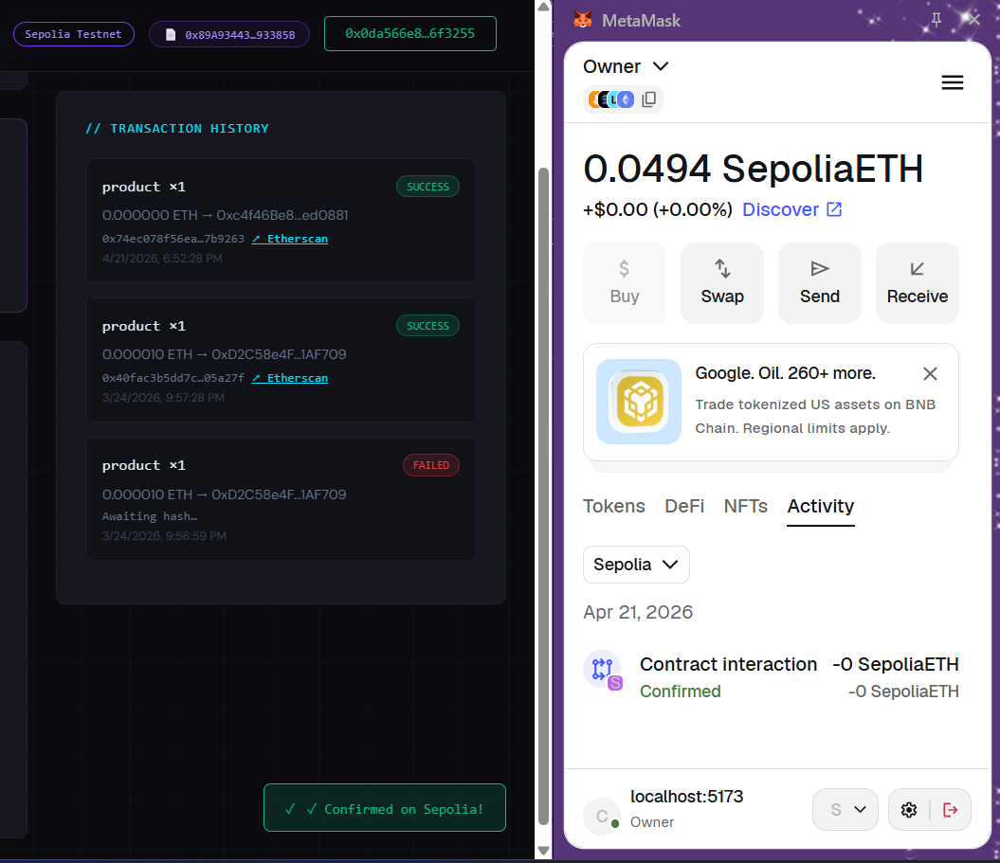 Sepolia Testnet
0x89A93443…93385B
0x0da566e8...6f3255
// TRANSACTION HISTORY
product ×1
SUCCESS
0.000000 ETH → 0xc4f46Be8…ed0881
0x74ec078f56ea…7b9263 ↗ Etherscan
4/21/2026, 6:52:28 PM
product ×1
SUCCESS
0.000010 ETH → 0xD2C58e4F…1AF709
0x40fac3b5dd7c…05a27f ↗ Etherscan
3/24/2026, 9:57:28 PM
product ×1
FAILED
0.000010 ETH → 0xD2C58e4F…1AF709
Awaiting hash…
3/24/2026, 9:56:59 PM
✓ ✓ Confirmed on Sepolia!
MetaMask
Owner
0.0494 SepoliaETH
+$0.00 (+0.00%) Discover
Buy
Swap
Send
Receive
Google. Oil. 260+ more.
Trade tokenized US assets on BNB
Chain. Regional limits apply.
Tokens DeFi NFTs Activity
Sepolia
Apr 21, 2026
Contract interaction -0 SepoliaETH
S
Confirmed -0 SepoliaETH
localhost:5173
C
Owner
S